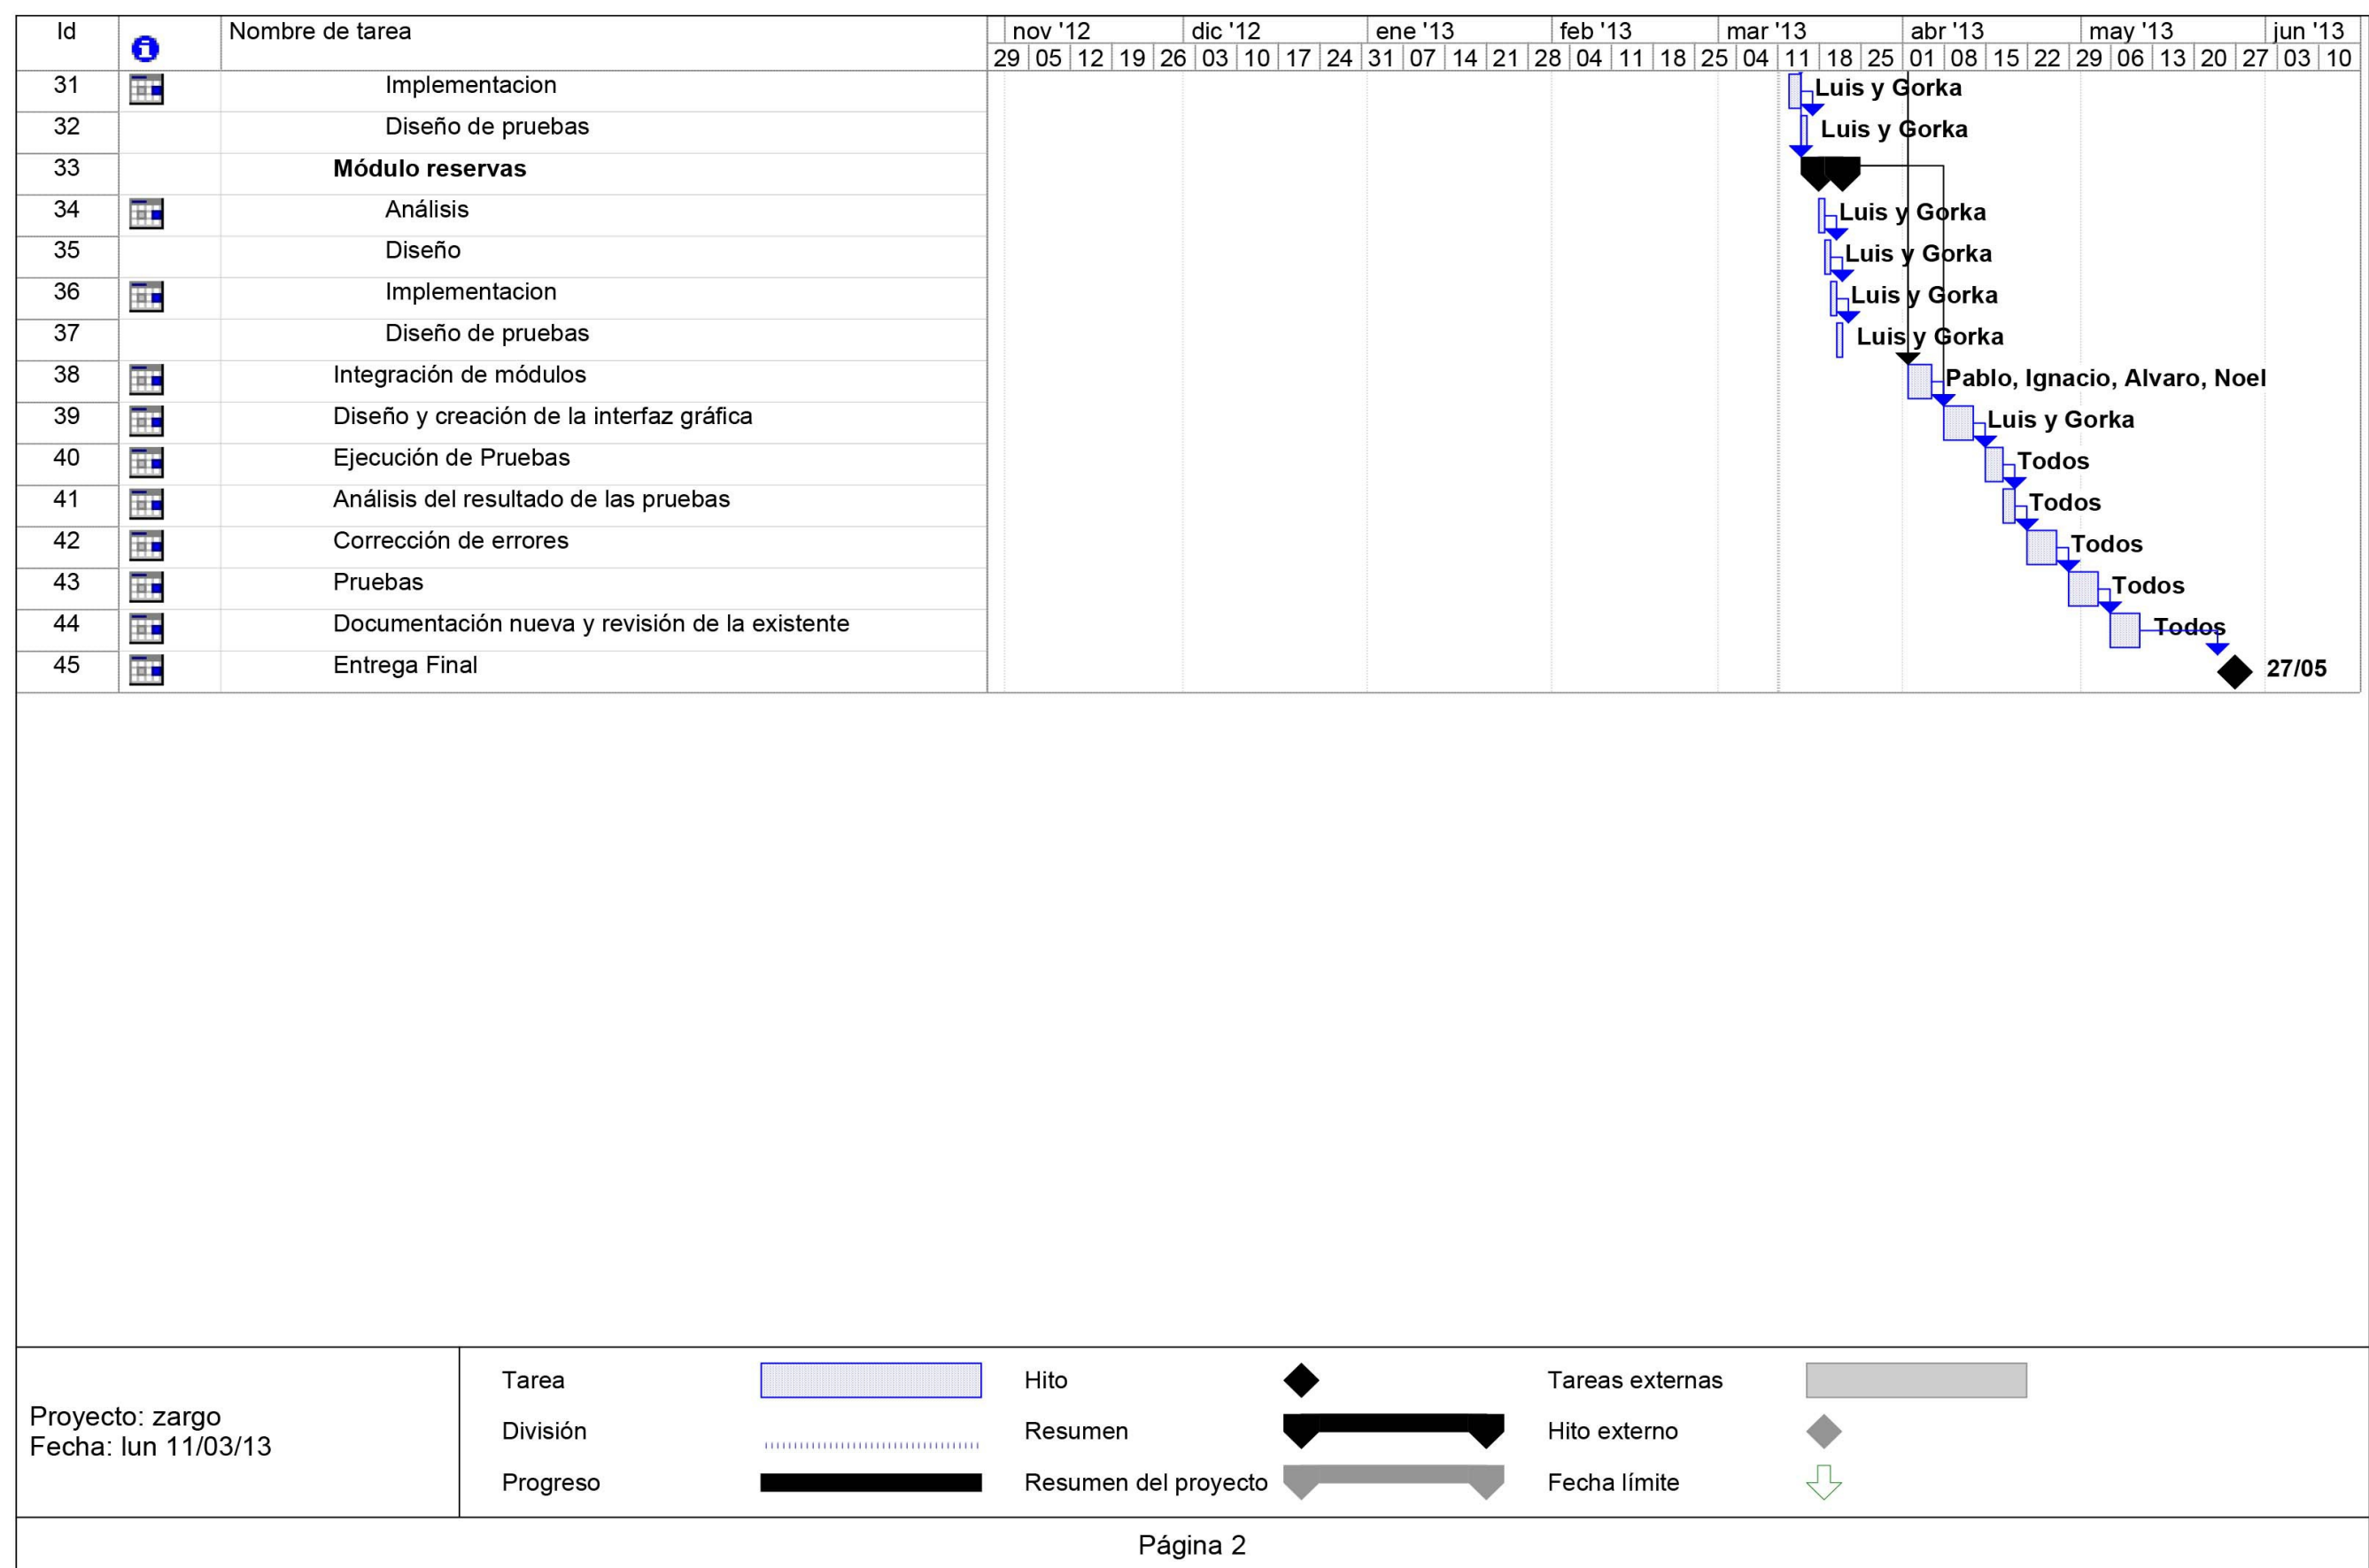 Id Nombre de tarea nov '12 dic '12 ene '13 feb '13 mar '13 abr '13 may '13 jun '13
29 05 12 19 26 03 10 17 24 31 07 14 21 28 04 11 18 25 04 11 18 25 01 08 15 22 29 06 13 20 27 03 10
31 Implementacion Luis y Gorka
32 Diseño de pruebas Luis y Gorka
33 Módulo reservas
34 Análisis Luis y Gorka
35 Diseño Luis y Gorka
36 Implementacion Luis y Gorka
37 Diseño de pruebas Luis y Gorka
38 Integración de módulos Pablo, Ignacio, Alvaro, Noel
39 Diseño y creación de la interfaz gráfica Luis y Gorka
40 Ejecución de Pruebas Todos
41 Análisis del resultado de las pruebas Todos
42 Corrección de errores Todos
43 Pruebas Todos
44 Documentación nueva y revisión de la existente Todos
45 Entrega Final 27/05
Proyecto: zargo
Fecha: lun 11/03/13
Tarea Hito Tareas externas
División Resumen Hito externo
Progreso Resumen del proyecto Fecha límite
Página 2